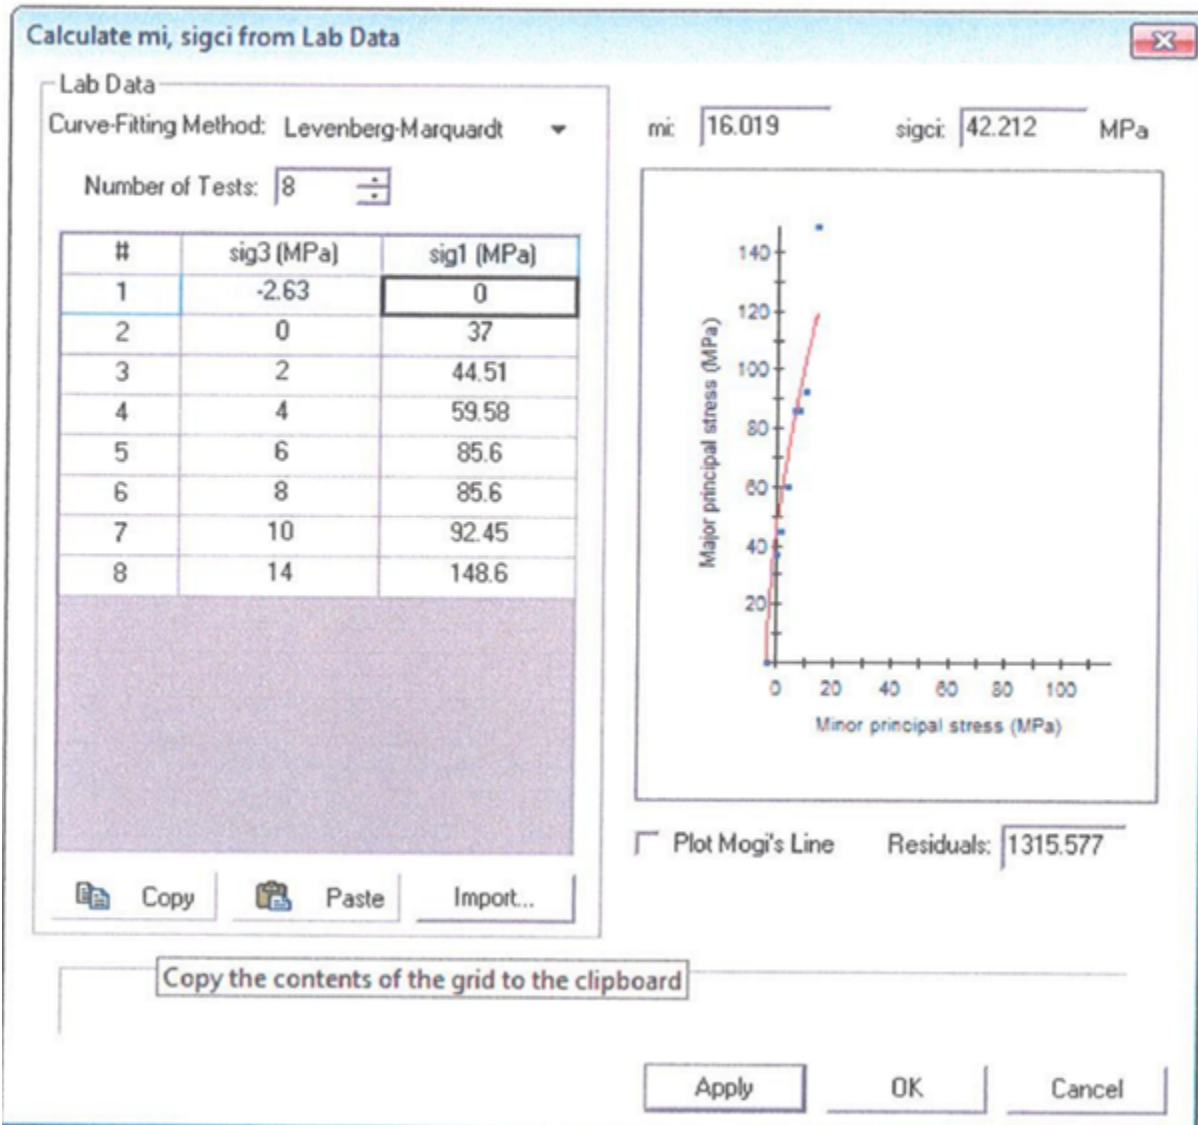 Calculate mi, sigci from Lab Data
Lab Data
Curve-Fitting Method: Levenberg-Marquardt
Number of Tests: 8
# sig3 (MPa) sig1 (MPa)
1 -2.63 0
2 0 37
3 2 44.51
4 4 59.58
5 6 85.6
6 8 85.6
7 10 92.45
8 14 148.6
Copy Paste Import...
Copy the contents of the grid to the clipboard
mi: 16.019 sigci: 42.212 MPa
Major principal stress (MPa)
140
120
100
80
60
40
20
0 20 40 60 80 100
Minor principal stress (MPa)
Plot Mogi's Line Residuals: 1315.577
Apply OK Cancel